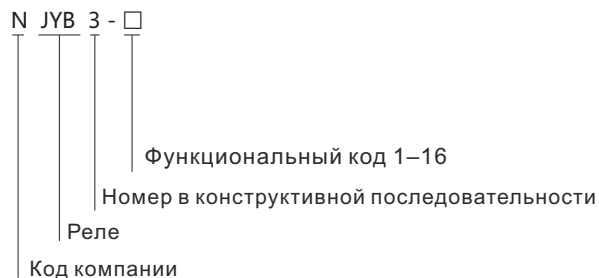 N JYB 3 - □
Функциональный код 1–16
Номер в конструктивной последовательности
Реле
Код компании